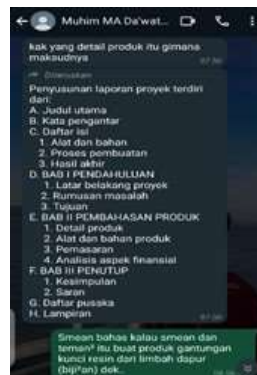 Muhim MA Da'wat...
kak yang detail produk itu gimana
maksudnya
Diteruskan
Penyusunan laporan proyek terdiri
dari:
A. Judul utama
B. Kata pengantar
C. Daftar isi
1. Alat dan bahan
2. Proses pembuatan
3. Hasil akhir
D. BAB I PENDAHULUAN
1. Latar belakang proyek
2. Rumusan masalah
3. Tujuan
E. BAB II PEMBAHASAN PRODUK
1. Detail produk
2. Alat dan bahan produk
3. Pemasaran
4. Analisis aspek finansial
F. BAB III PENUTUP
1. Kesimpulan
2. Saran
G. Daftar pusaka
H. Lampiran
Smean bahas kalau smean dan
teman² itu buat produk gantungan
kunci resin dari limbah dapur
(biji²an) dek..